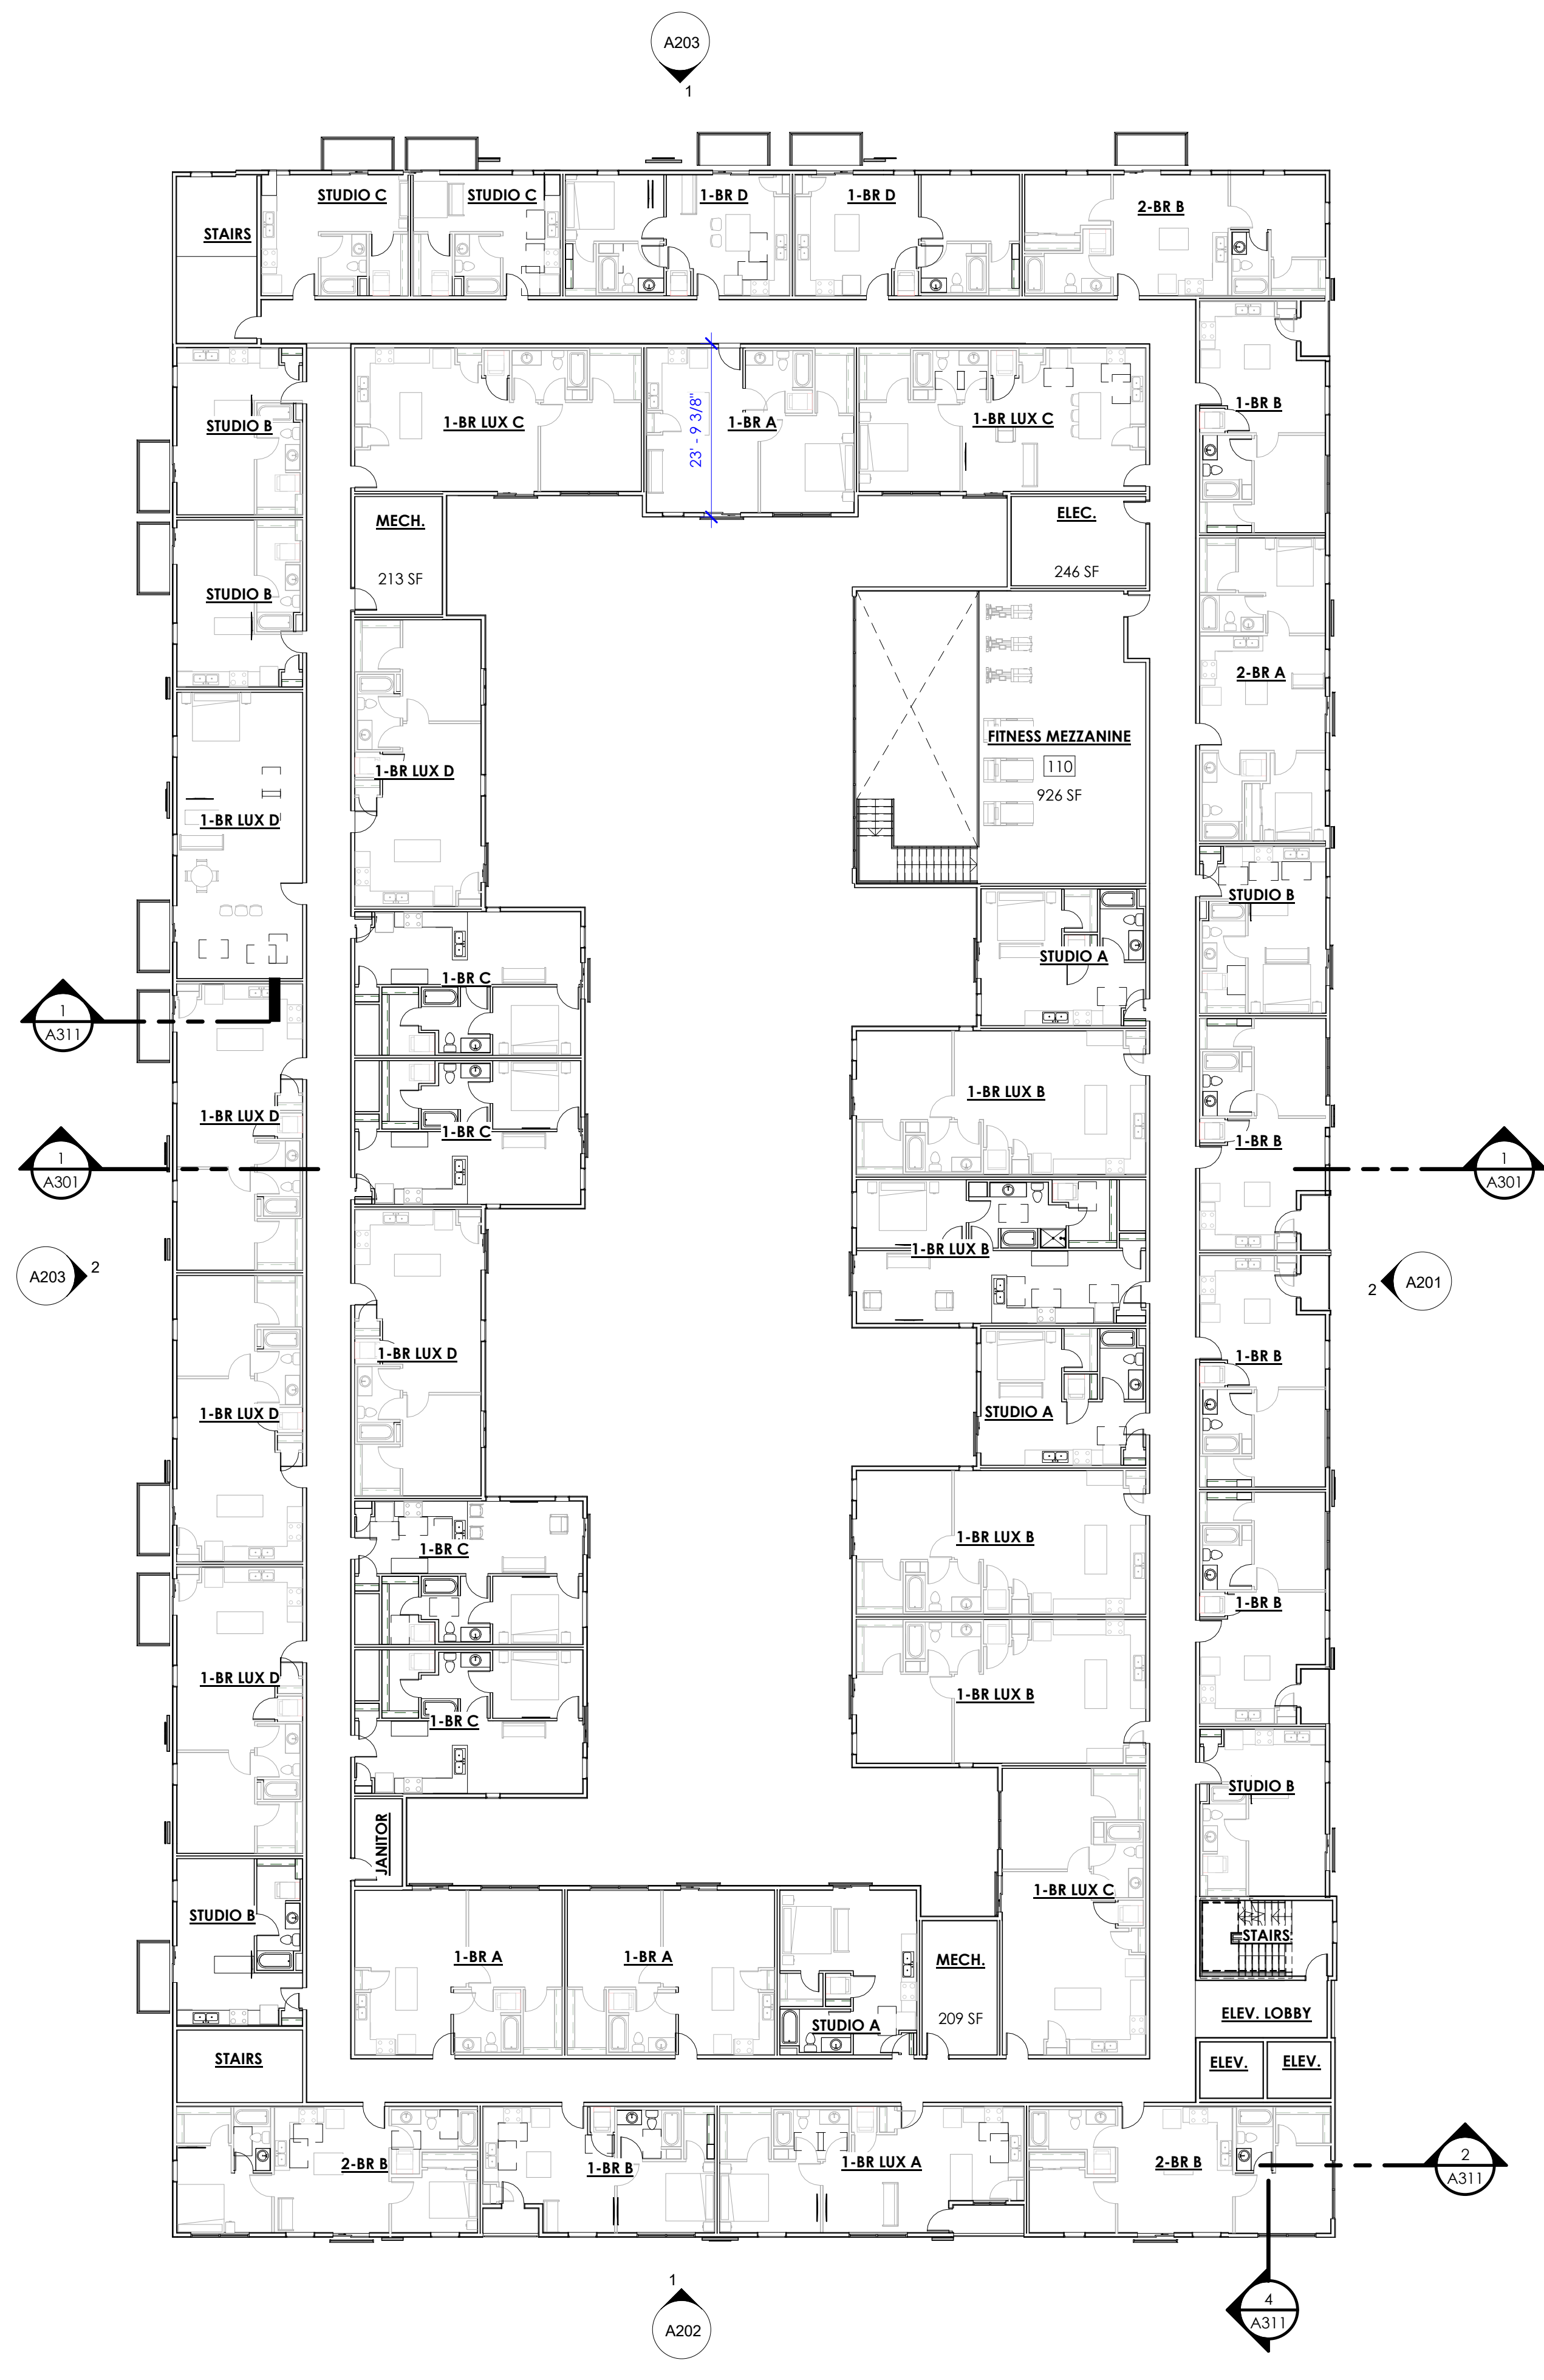 A203
1
STUDIO C
STUDIO C
1-BR D
1-BR D
2-BR B
STAIRS
1-BR B
STUDIO B
1-BR LUX C
23' - 9 3/8"
1-BR A
1-BR LUX C
MECH.
213 SF
ELEC.
246 SF
STUDIO B
2-BR A
FITNESS MEZZANINE
110
926 SF
1-BR LUX D
1-BR LUX D
STUDIO B
STUDIO A
1-BR C
1
A311
1-BR LUX D
1-BR C
1-BR LUX B
1-BR B
1
A301
1
A301
A203
2
1-BR LUX B
2
A201
1-BR LUX D
1-BR B
1-BR LUX D
STUDIO A
1-BR C
1-BR LUX B
1-BR B
1-BR LUX D
1-BR C
1-BR LUX B
STUDIO B
JANITOR
1-BR LUX C
STUDIO B
STAIRS
1-BR A
1-BR A
MECH.
209 SF
STUDIO A
ELEV. LOBBY
STAIRS
ELEV.
ELEV.
2-BR B
1-BR B
1-BR LUX A
2-BR B
2
A311
1
A202
4
A311